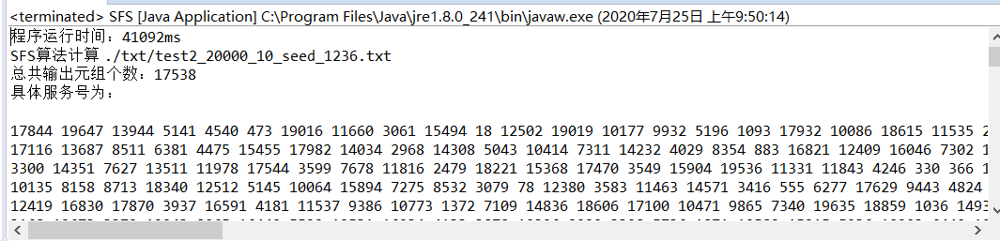 <terminated> SFS [Java Application] C:\Program Files\Java\jre1.8.0_241\bin\javaw.exe (2020年7月25日 上午9:50:14)
程序运行时间：41092ms
SFS算法计算 ./txt/test2_20000_10_seed_1236.txt
总共输出元组个数：17538
具体服务号为：
17844 19647 13944 5141 4540 473 19016 11660 3061 15494 18 12502 19019 10177 9932 5196 1093 17932 10086 18615 11535
17116 13687 8511 6381 4475 15455 17982 14034 2968 14308 5043 10414 7311 14232 4029 8354 883 16821 12409 16046 7302
3300 14351 7627 13511 11978 17544 3599 7678 11816 2479 18221 15368 17470 3549 15904 19536 11331 11843 4246 330 366
10135 8158 8713 18340 12512 5145 10064 15894 7275 8532 3079 78 12380 3583 11463 14571 3416 555 6277 17629 9443 4824
12419 16830 17870 3937 16591 4181 11537 9386 10773 1372 7109 14836 18606 17100 10471 9865 7340 19635 18859 1036 1493